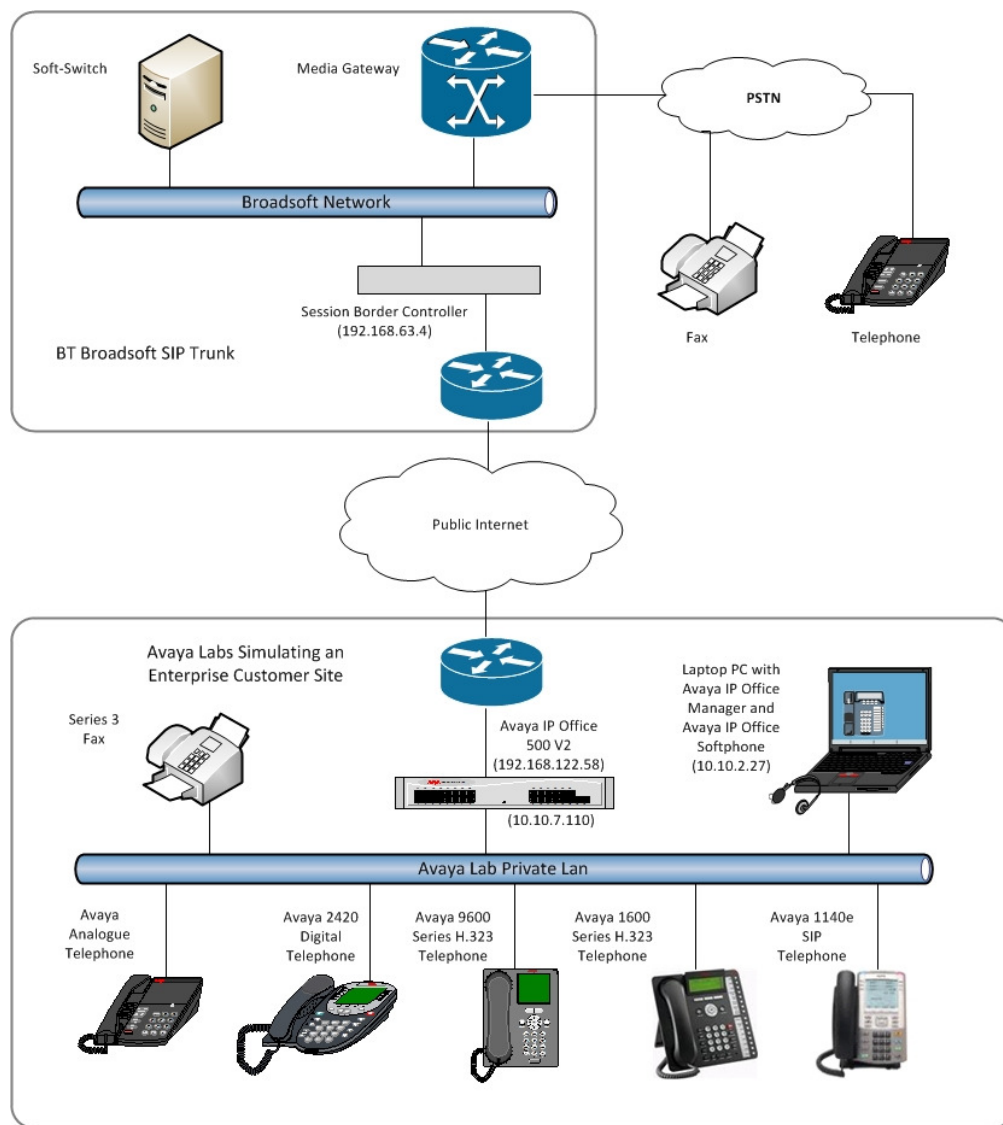 Soft-Switch
Media Gateway
PSTN
Broadsoft Network
Session Border Controller
(192.168.63.4)
Fax
Telephone
BT Broadsoft SIP Trunk
Public Internet
Avaya Labs Simulating an
Enterprise Customer Site
Series 3
Fax
Avaya IP Office
500 V2
(192.168.122.58)
(10.10.7.110)
Laptop PC with
Avaya IP Office
Manager and
Avaya IP Office
Softphone
(10.10.2.27)
Avaya Lab Private Lan
Avaya
Analogue
Telephone
Avaya 2420
Digital
Telephone
Avaya 9600
Series H.323
Telephone
Avaya 1600
Series H.323
Telephone
Avaya 1140e
SIP
Telephone